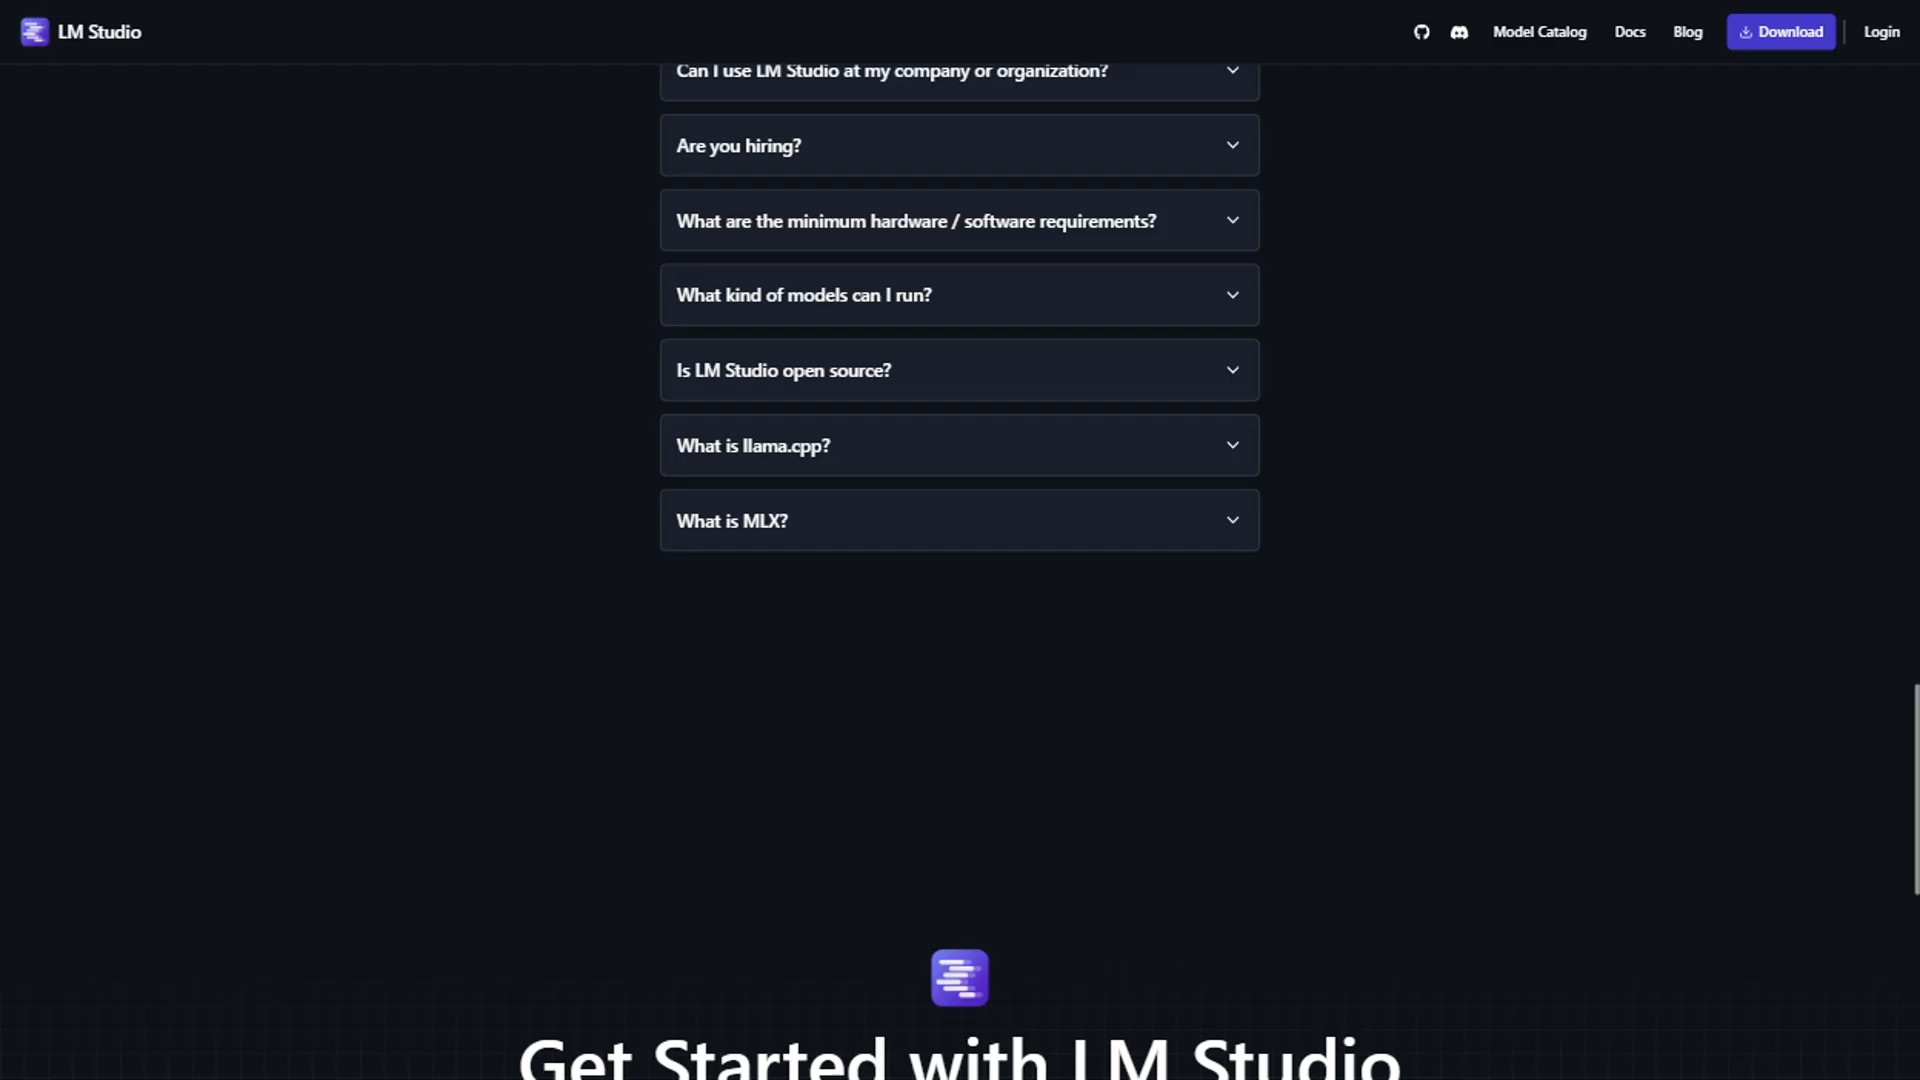 LM Studio
Model Catalog
Docs
Blog
Download
Login
Can I use LM Studio at my company or organization?
Are you hiring?
What are the minimum hardware / software requirements?
What kind of models can I run?
Is LM Studio open source?
What is llama.cpp?
What is MLX?
Get Started with LM Studio